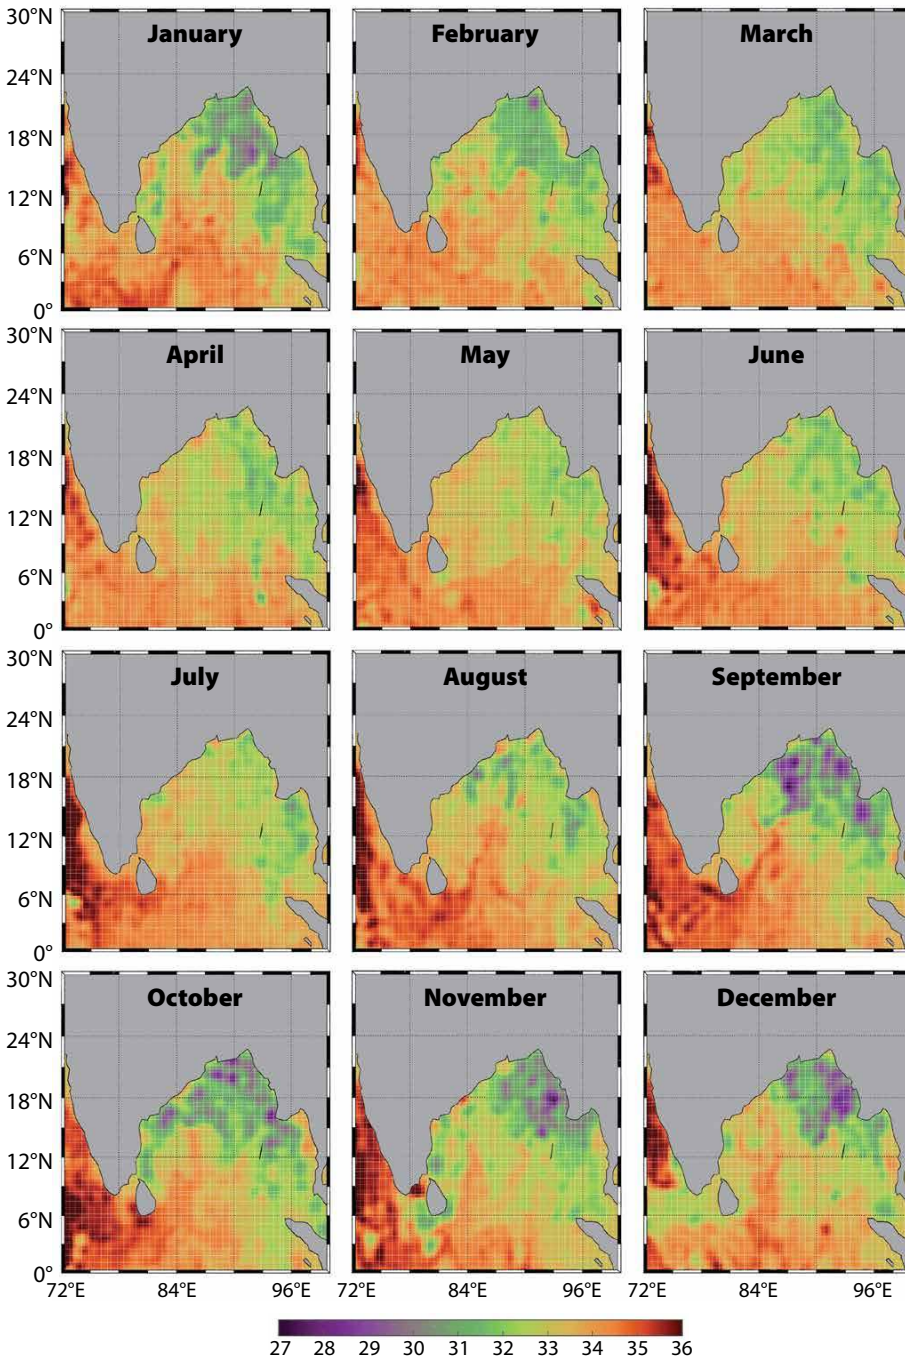 30°N
January
February
March
24°N
18°N
12°N
6°N
0°
30°N
April
May
June
24°N
18°N
12°N
6°N
0°
30°N
July
August
September
24°N
18°N
12°N
6°N
0°
30°N
October
November
December
24°N
18°N
12°N
6°N
0°
72°E 84°E 96°E 72°E 84°E 96°E 72°E 84°E 96°E
27 28 29 30 31 32 33 34 35 36